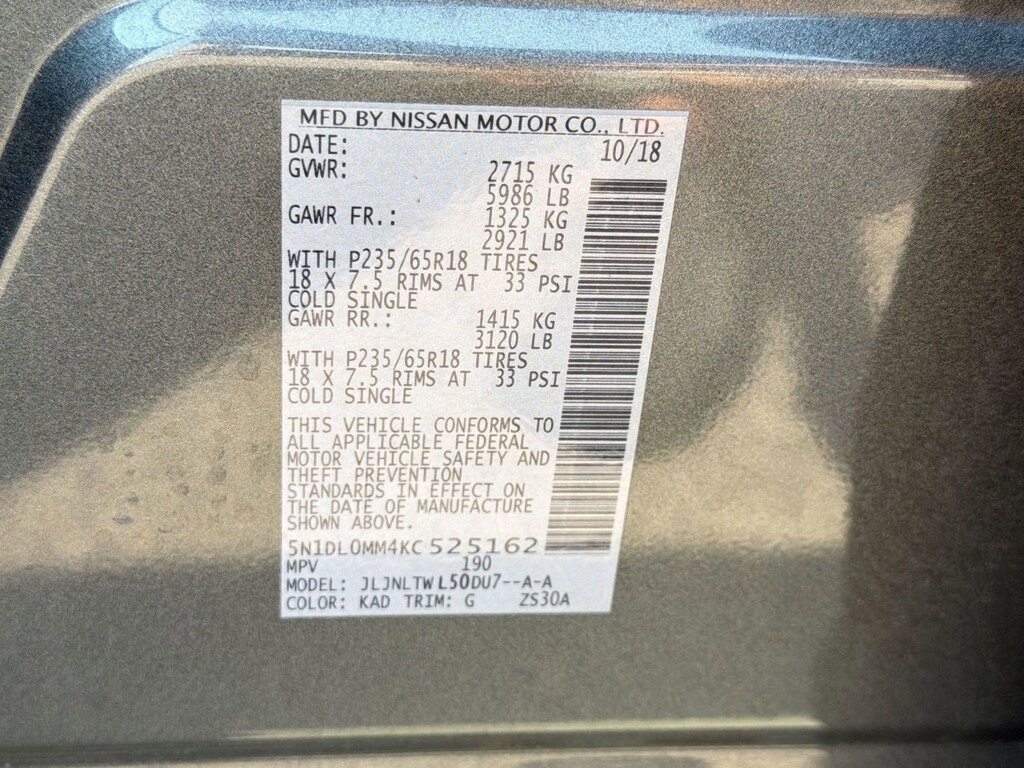 MFD BY NISSAN MOTOR CO., LTD.
DATE: 10/18
GVWR: 2715 KG
5986 LB
GAWR FR.: 1325 KG
2921 LB
WITH P235/65R18 TIRES
18 X 7.5 RIMS AT 33 PSI
COLD SINGLE
GAWR RR.: 1415 KG
3120 LB
WITH P235/65R18 TIRES
18 X 7.5 RIMS AT 33 PSI
COLD SINGLE
THIS VEHICLE CONFORMS TO
ALL APPLICABLE FEDERAL
MOTOR VEHICLE SAFETY AND
THEFT PREVENTION
STANDARDS IN EFFECT ON
THE DATE OF MANUFACTURE
SHOWN ABOVE.
5N1DL0MM4KC525162
MPV 190
MODEL: JLJNLTWL50DU7--A-A
COLOR: KAD TRIM: G ZS30A